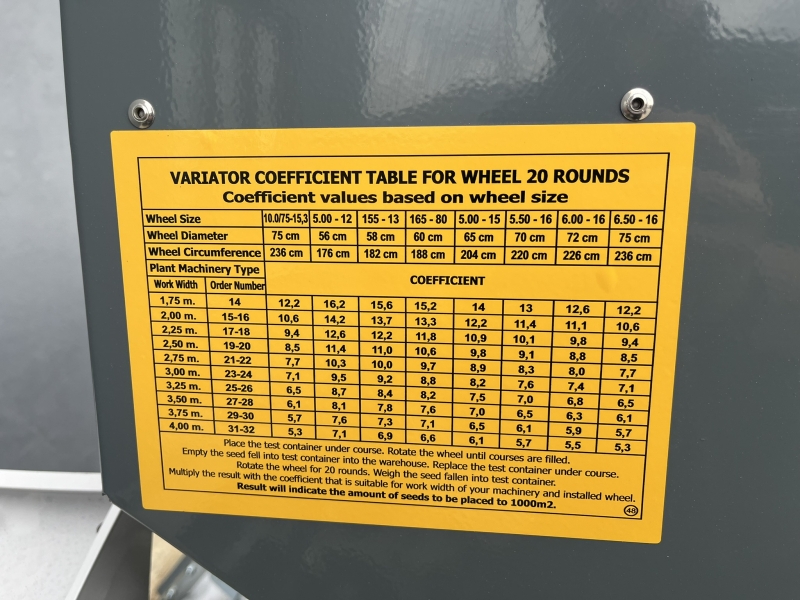 VARIATOR COEFFICIENT TABLE FOR WHEEL 20 ROUNDS
Coefficient values based on wheel size
Wheel Size 10.0/75-15,3 5.00 - 12 155 - 13 165 - 80 5.00 - 15 5.50 - 16 6.00 - 16 6.50 - 16
Wheel Diameter 75 cm 56 cm 58 cm 60 cm 65 cm 70 cm 72 cm 75 cm
Wheel Circumference 236 cm 176 cm 182 cm 188 cm 204 cm 220 cm 226 cm 236 cm
Plant Machinery Type COEFFICIENT
Work Width Order Number
1,75 m. 14 12,2 16,2 15,6 15,2 14 13 12,6 12,2
2,00 m. 15-16 10,6 14,2 13,7 13,3 12,2 11,4 11,1 10,6
2,25 m. 17-18 9,4 12,6 12,2 11,8 10,9 10,1 9,8 9,4
2,50 m. 19-20 8,5 11,4 11,0 10,6 9,8 9,1 8,8 8,5
2,75 m. 21-22 7,7 10,3 10,0 9,7 8,9 8,3 8,0 7,7
3,00 m. 23-24 7,1 9,5 9,2 8,8 8,2 7,6 7,4 7,1
3,25 m. 25-26 6,5 8,7 8,4 8,2 7,5 7,0 6,8 6,5
3,50 m. 27-28 6,1 8,1 7,8 7,6 7,0 6,5 6,3 6,1
3,75 m. 29-30 5,7 7,6 7,3 7,1 6,5 6,1 5,9 5,7
4,00 m. 31-32 5,3 7,1 6,9 6,6 6,1 5,7 5,5 5,3
Place the test container under course. Rotate the wheel until courses are filled.
Empty the seed fell into test container into the warehouse. Replace the test container under course.
Rotate the wheel for 20 rounds. Weigh the seed fallen into test container.
Multiply the result with the coefficient that is suitable for work width of your machinery and installed wheel.
Result will indicate the amount of seeds to be placed to 1000m2.
48